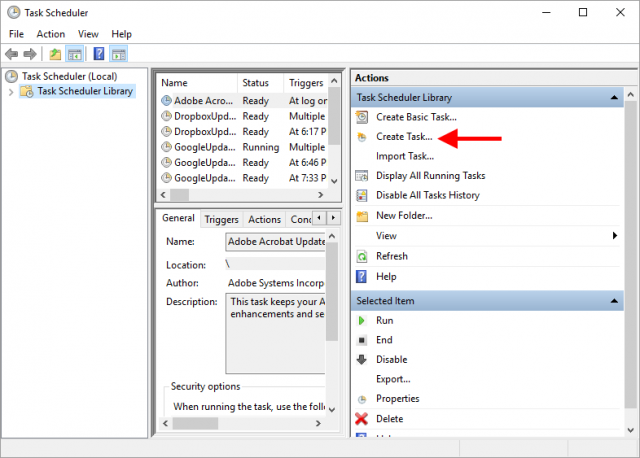 Task Scheduler
File Action View Help
Task Scheduler (Local)
Task Scheduler Library
Name Status Triggers
Adobe Acro... Ready At log on
DropboxUpd... Ready Multiple
DropboxUpd... Ready At 6:17 P
GoogleUpda... Running Multiple
GoogleUpda... Ready At 6:46 P
GoogleUpda... Ready At 7:33 P
General Triggers Actions Conc
Name: Adobe Acrobat Update
Location: \
Author: Adobe Systems Incorp
Description: This task keeps your A
enhancements and se
Security options
When running the task, use the follo
Actions
Task Scheduler Library
Create Basic Task...
Create Task...
Import Task...
Display All Running Tasks
Disable All Tasks History
New Folder...
View
Refresh
Help
Selected Item
Run
End
Disable
Export...
Properties
Delete